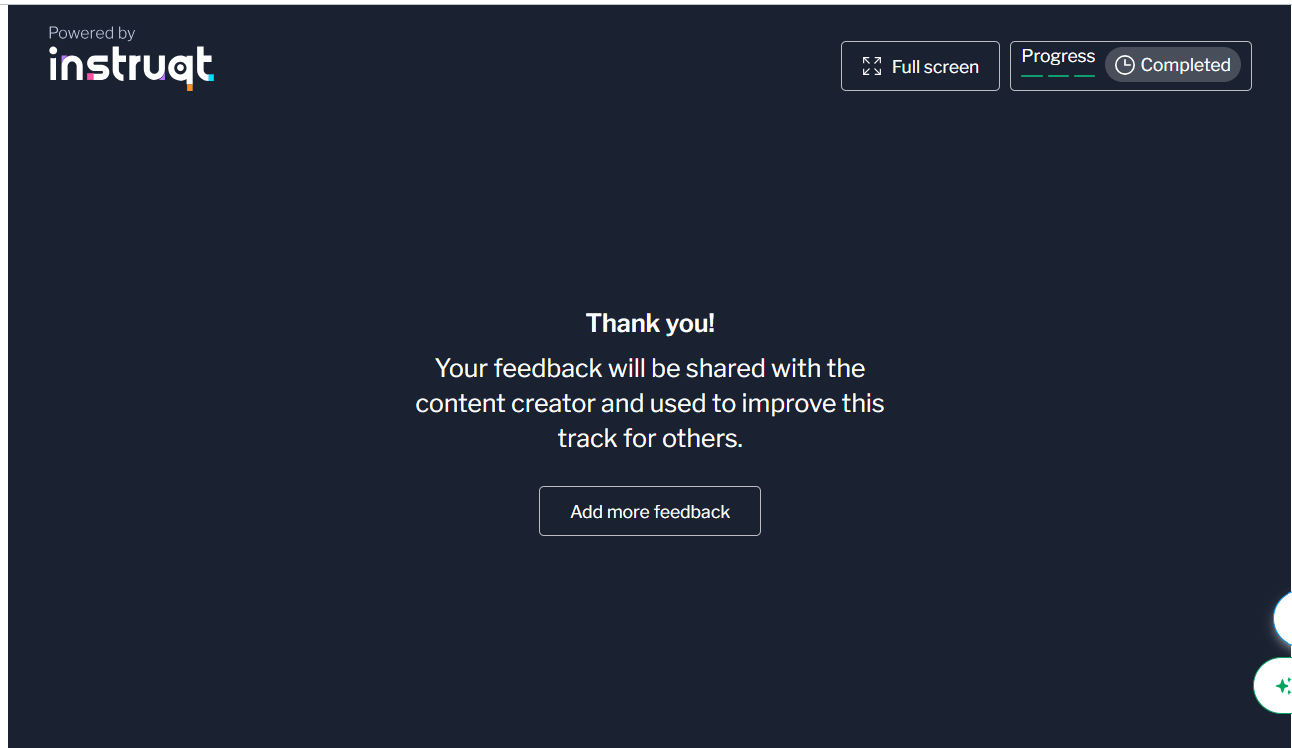 Powered by
instruqt
Full screen
Progress
Completed
Thank you!
Your feedback will be shared with the
content creator and used to improve this
track for others.
Add more feedback